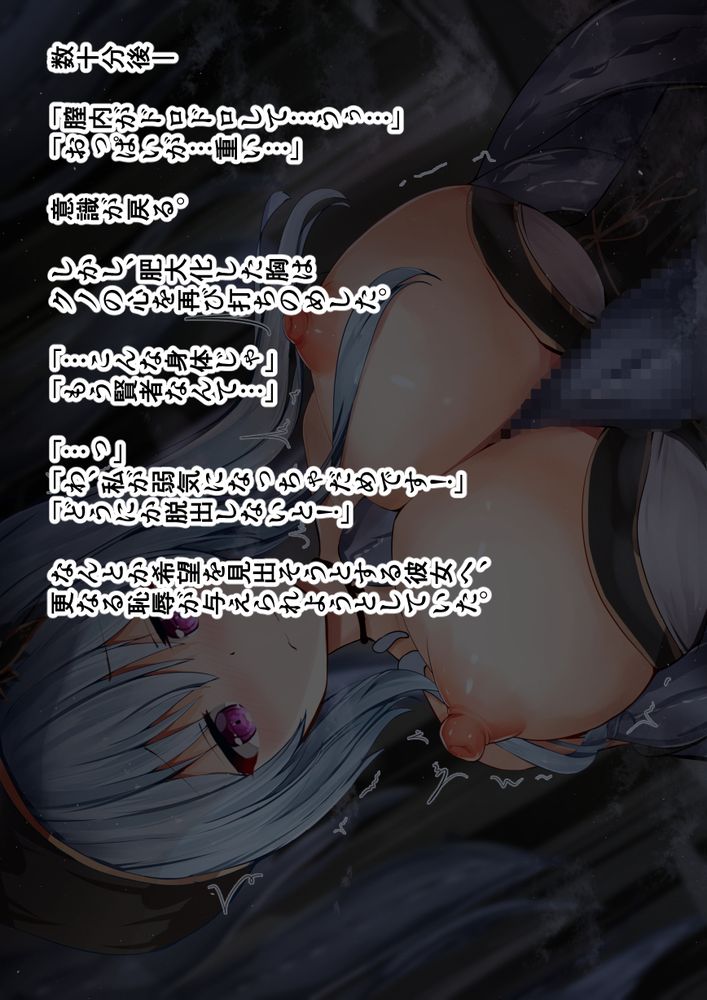 数十分後―
「膣内がドロドロして…うぅ…」
「おっぱいが…重い…」
意識が戻る。
しかし、肥大化した胸は
クノの心を再び打ちのめした。
「…こんな身体じゃ」
「もう賢者なんて…」
「…っ」
「わ、私が弱気になっちゃだめですー!」
「どうにか脱出しないとー!」
なんとか希望を見出そうとする彼女へ、
更なる恥辱が与えられようとしていた。